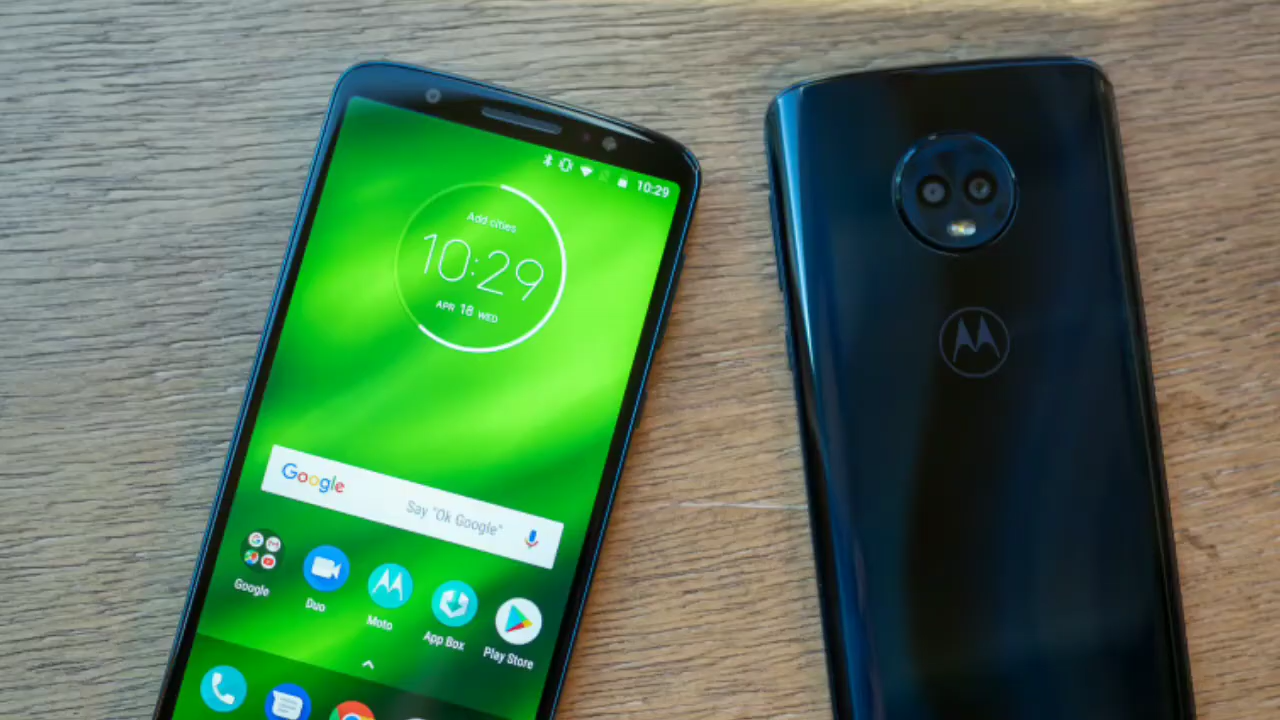 10:29
Add cities
10:29
APR 18 WED
Google
Say "Ok Google"
Google
Duo
Moto
App Box
Play Store